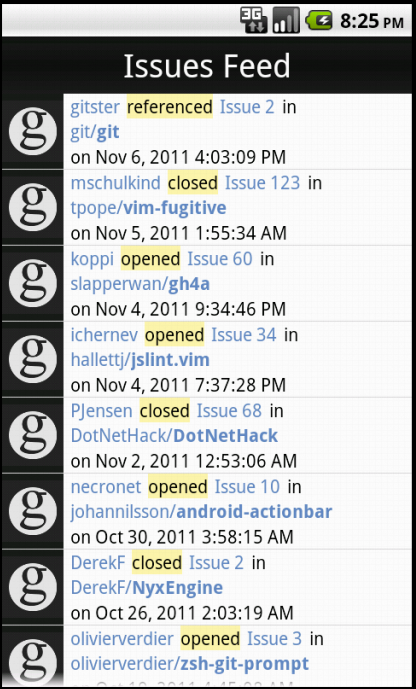 3G 8:25 PM
Issues Feed
g
gitster referenced Issue 2 in
git/git
on Nov 6, 2011 4:03:09 PM
g
mschulkind closed Issue 123 in
tpope/vim-fugitive
on Nov 5, 2011 1:55:34 AM
g
koppi opened Issue 60 in
slapperwan/gh4a
on Nov 4, 2011 9:34:46 PM
g
ichernev opened Issue 34 in
hallettj/jslint.vim
on Nov 4, 2011 7:37:28 PM
g
PJensen closed Issue 68 in
DotNetHack/DotNetHack
on Nov 2, 2011 12:53:06 AM
g
necronet opened Issue 10 in
johannilsson/android-actionbar
on Oct 30, 2011 3:58:15 AM
g
DerekF closed Issue 2 in
DerekF/NyxEngine
on Oct 26, 2011 2:03:19 AM
g
olivierverdier opened Issue 3 in
olivierverdier/zsh-git-prompt